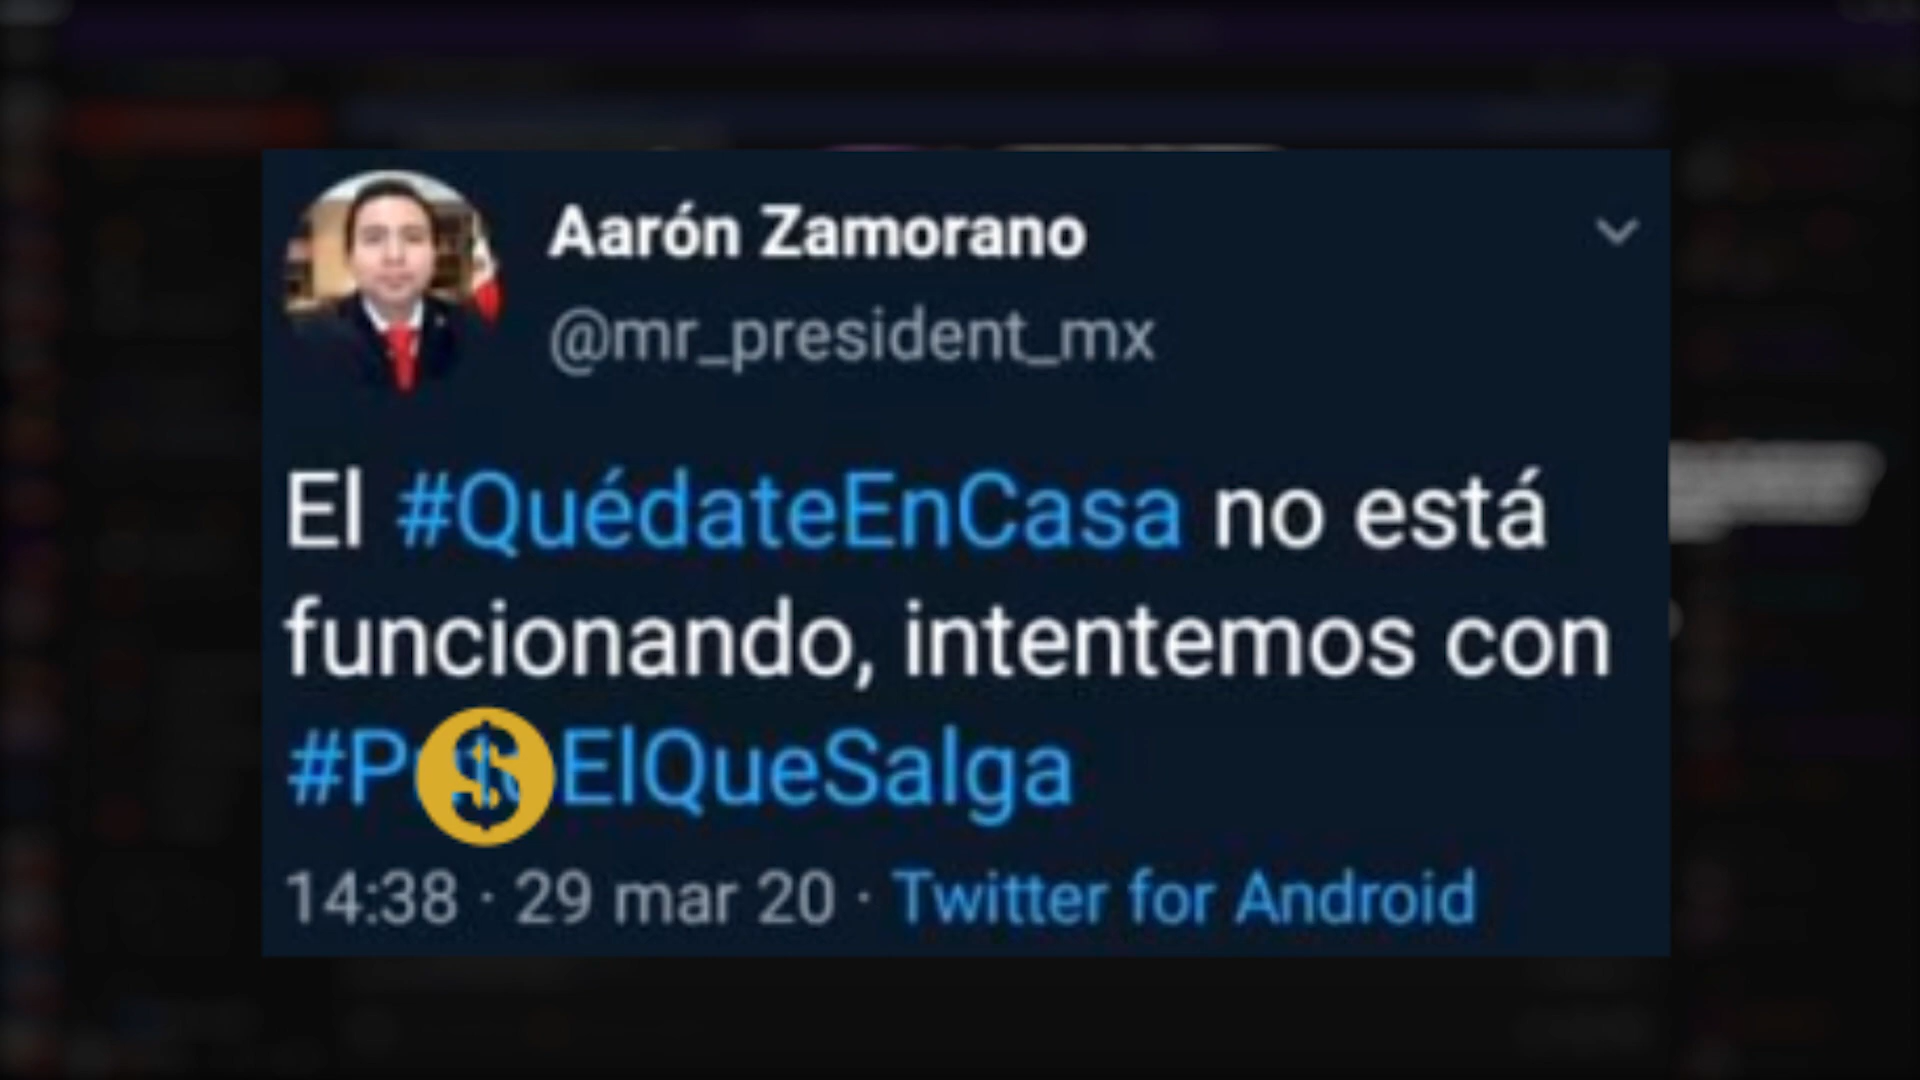 Aarón Zamorano
@mr_president_mx
El #QuédateEnCasa no está
funcionando, intentemos con
#P$ElQueSalga
14:38 · 29 mar 20 · Twitter for Android